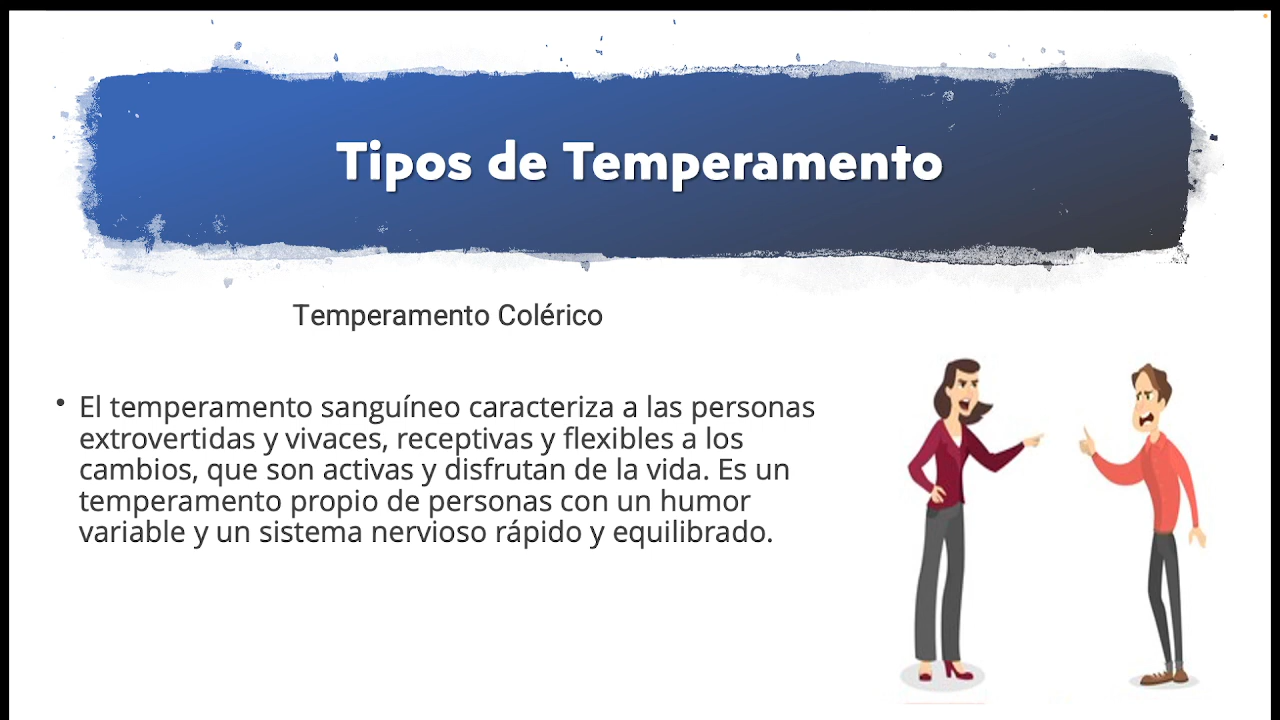 Tipos de Temperamento
Temperamento Colérico
• El temperamento sanguíneo caracteriza a las personas
extrovertidas y vivaces, receptivas y flexibles a los
cambios, que son activas y disfrutan de la vida. Es un
temperamento propio de personas con un humor
variable y un sistema nervioso rápido y equilibrado.